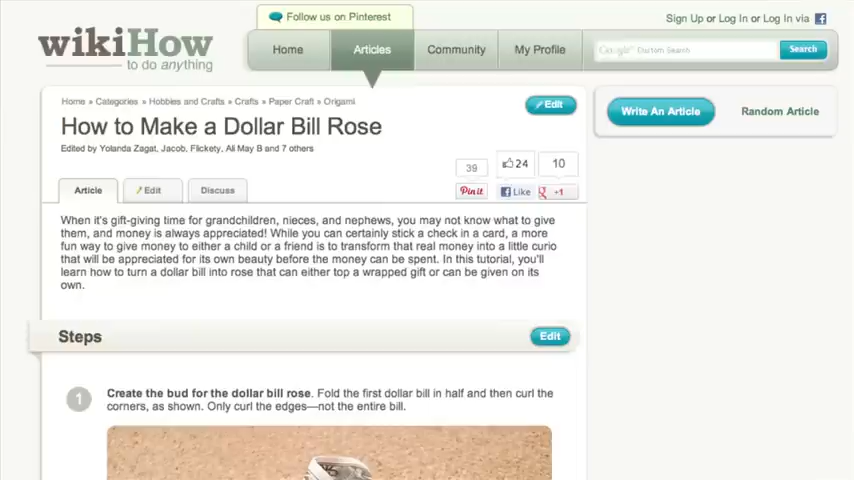 Follow us on Pinterest
Sign Up or Log In or Log In via
wikiHow
to do anything
Home
Articles
Community
My Profile
Google Custom Search
Search
Home » Categories » Hobbies and Crafts » Crafts » Paper Craft » Origami
Edit
Write An Article
Random Article
How to Make a Dollar Bill Rose
Edited by Yolanda Zagat, Jacob, Flickety, Ali May B and 7 others
39
24
10
Pin it
Like
+1
Article
Edit
Discuss
When it's gift-giving time for grandchildren, nieces, and nephews, you may not know what to give
them, and money is always appreciated! While you can certainly stick a check in a card, a more
fun way to give money to either a child or a friend is to transform that real money into a little curio
that will be appreciated for its own beauty before the money can be spent. In this tutorial, you'll
learn how to turn a dollar bill into rose that can either top a wrapped gift or can be given on its
own.
Steps
Edit
1
Create the bud for the dollar bill rose. Fold the first dollar bill in half and then curl the
corners, as shown. Only curl the edges—not the entire bill.